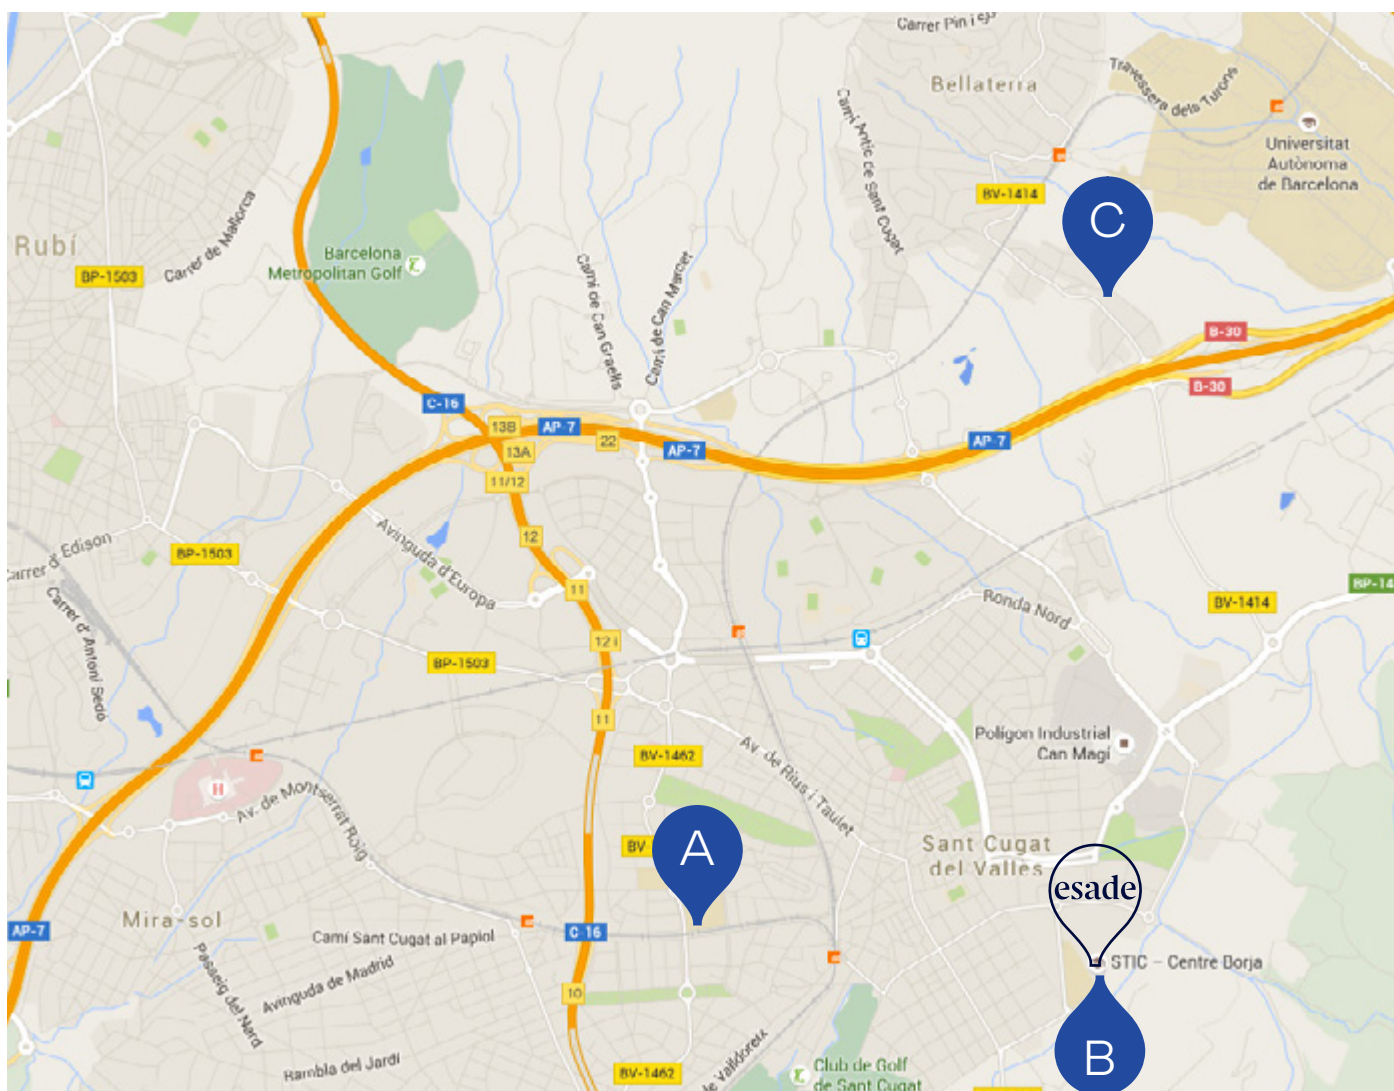 Carrer Pin i so
Bellaterra
Travessera dels Turons
Universitat
Autònoma
de Barcelona
Camí Antic de Sant Cugat
BV-1414
C
Rubí
Carrer de Mallorca
BP-1503
Barcelona
Metropolitan Golf
Camí de Can Graells
Camí de Can Marcet
B-30
B-30
C-16
13B
AP-7
22
AP-7
AP-7
13A
11/12
12
Avinguda d'Europa
Carrer d' Edison
BP-1503
11
Carrer d' Antoni Sedó
Ronda Nord
BV-1414
BP-14
BP-1503
11
Polígon Industrial
Can Magí
BV-1462
Av. de Rius i Taulet
H
Av. de Montserrat Roig
BV
A
Sant Cugat
del Vallès
esade
Mira-sol
AP-7
Camí Sant Cugat al Papiol
C-16
Passeig del Nard
Avinguda de Madrid
STIC – Centre Borja
10
B
Rambla del Jardí
BV-1462
de Valldoreix
Club de Golf
de Sant Cugat